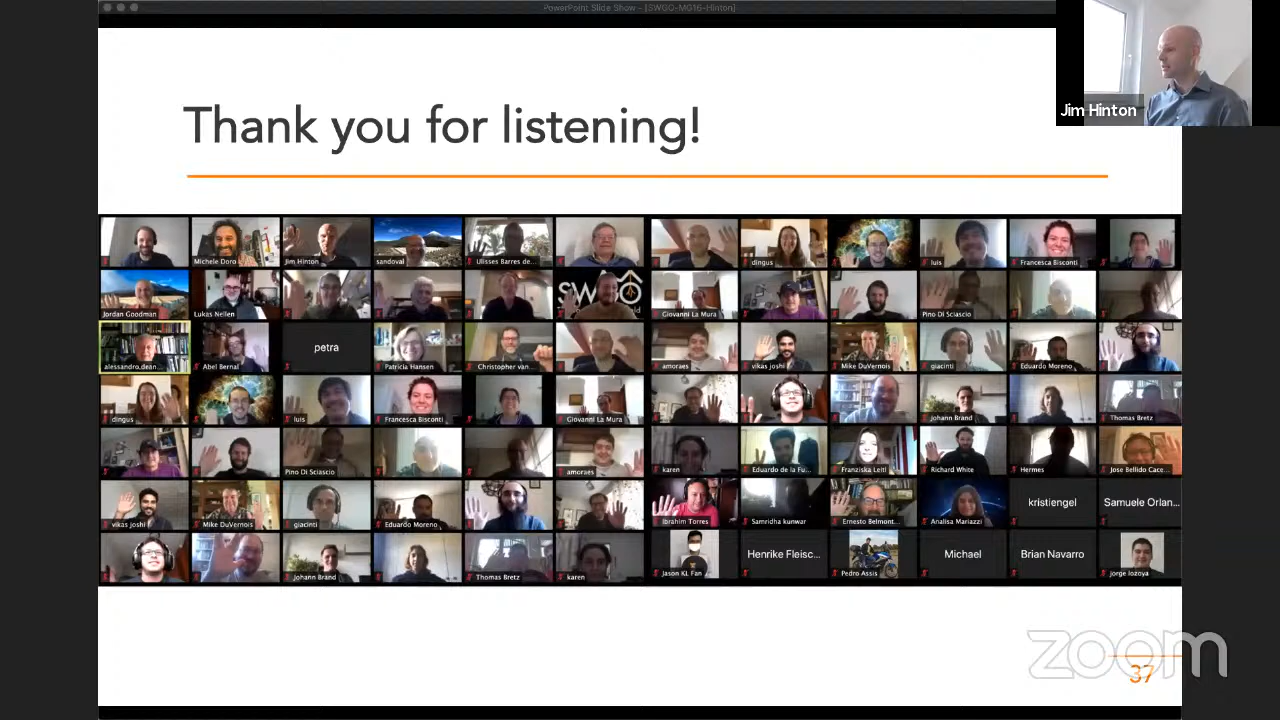 PowerPoint Slide Show - [SWGO-MG16-Hinton]
Jim Hinton
Thank you for listening!
Michele Doro
Jim Hinton
sandoval
Ulisses Barres de...
dingus
luis
Francesca Bisconti
Jordan Goodman
Lukas Nellen
SWGO
Giovanni La Mura
Pino Di Sciascio
alessandro.dean...
Abel Bernal
petra
Patricia Hansen
Christopher van...
amoraes
vikas joshi
Mike DuVernois
giacinti
Eduardo Moreno
dingus
luis
Francesca Bisconti
Giovanni La Mura
Johann Brand
Thomas Bretz
Pino Di Sciascio
amoraes
karen
Eduardo de la Fu...
Franziska Leitl
Richard White
Hermes
Jose Bellido Cace...
vikas joshi
Mike DuVernois
giacinti
Eduardo Moreno
Ibrahim Torres
Samridha kunwar
Ernesto Belmont...
Analisa Mariazzi
kristiengel
Samuele Orlan...
Johann Brand
Thomas Bretz
karen
Jason KL Fan
Henrike Fleisc...
Pedro Assis
Michael
Brian Navarro
jorge lozoya
zoom
37